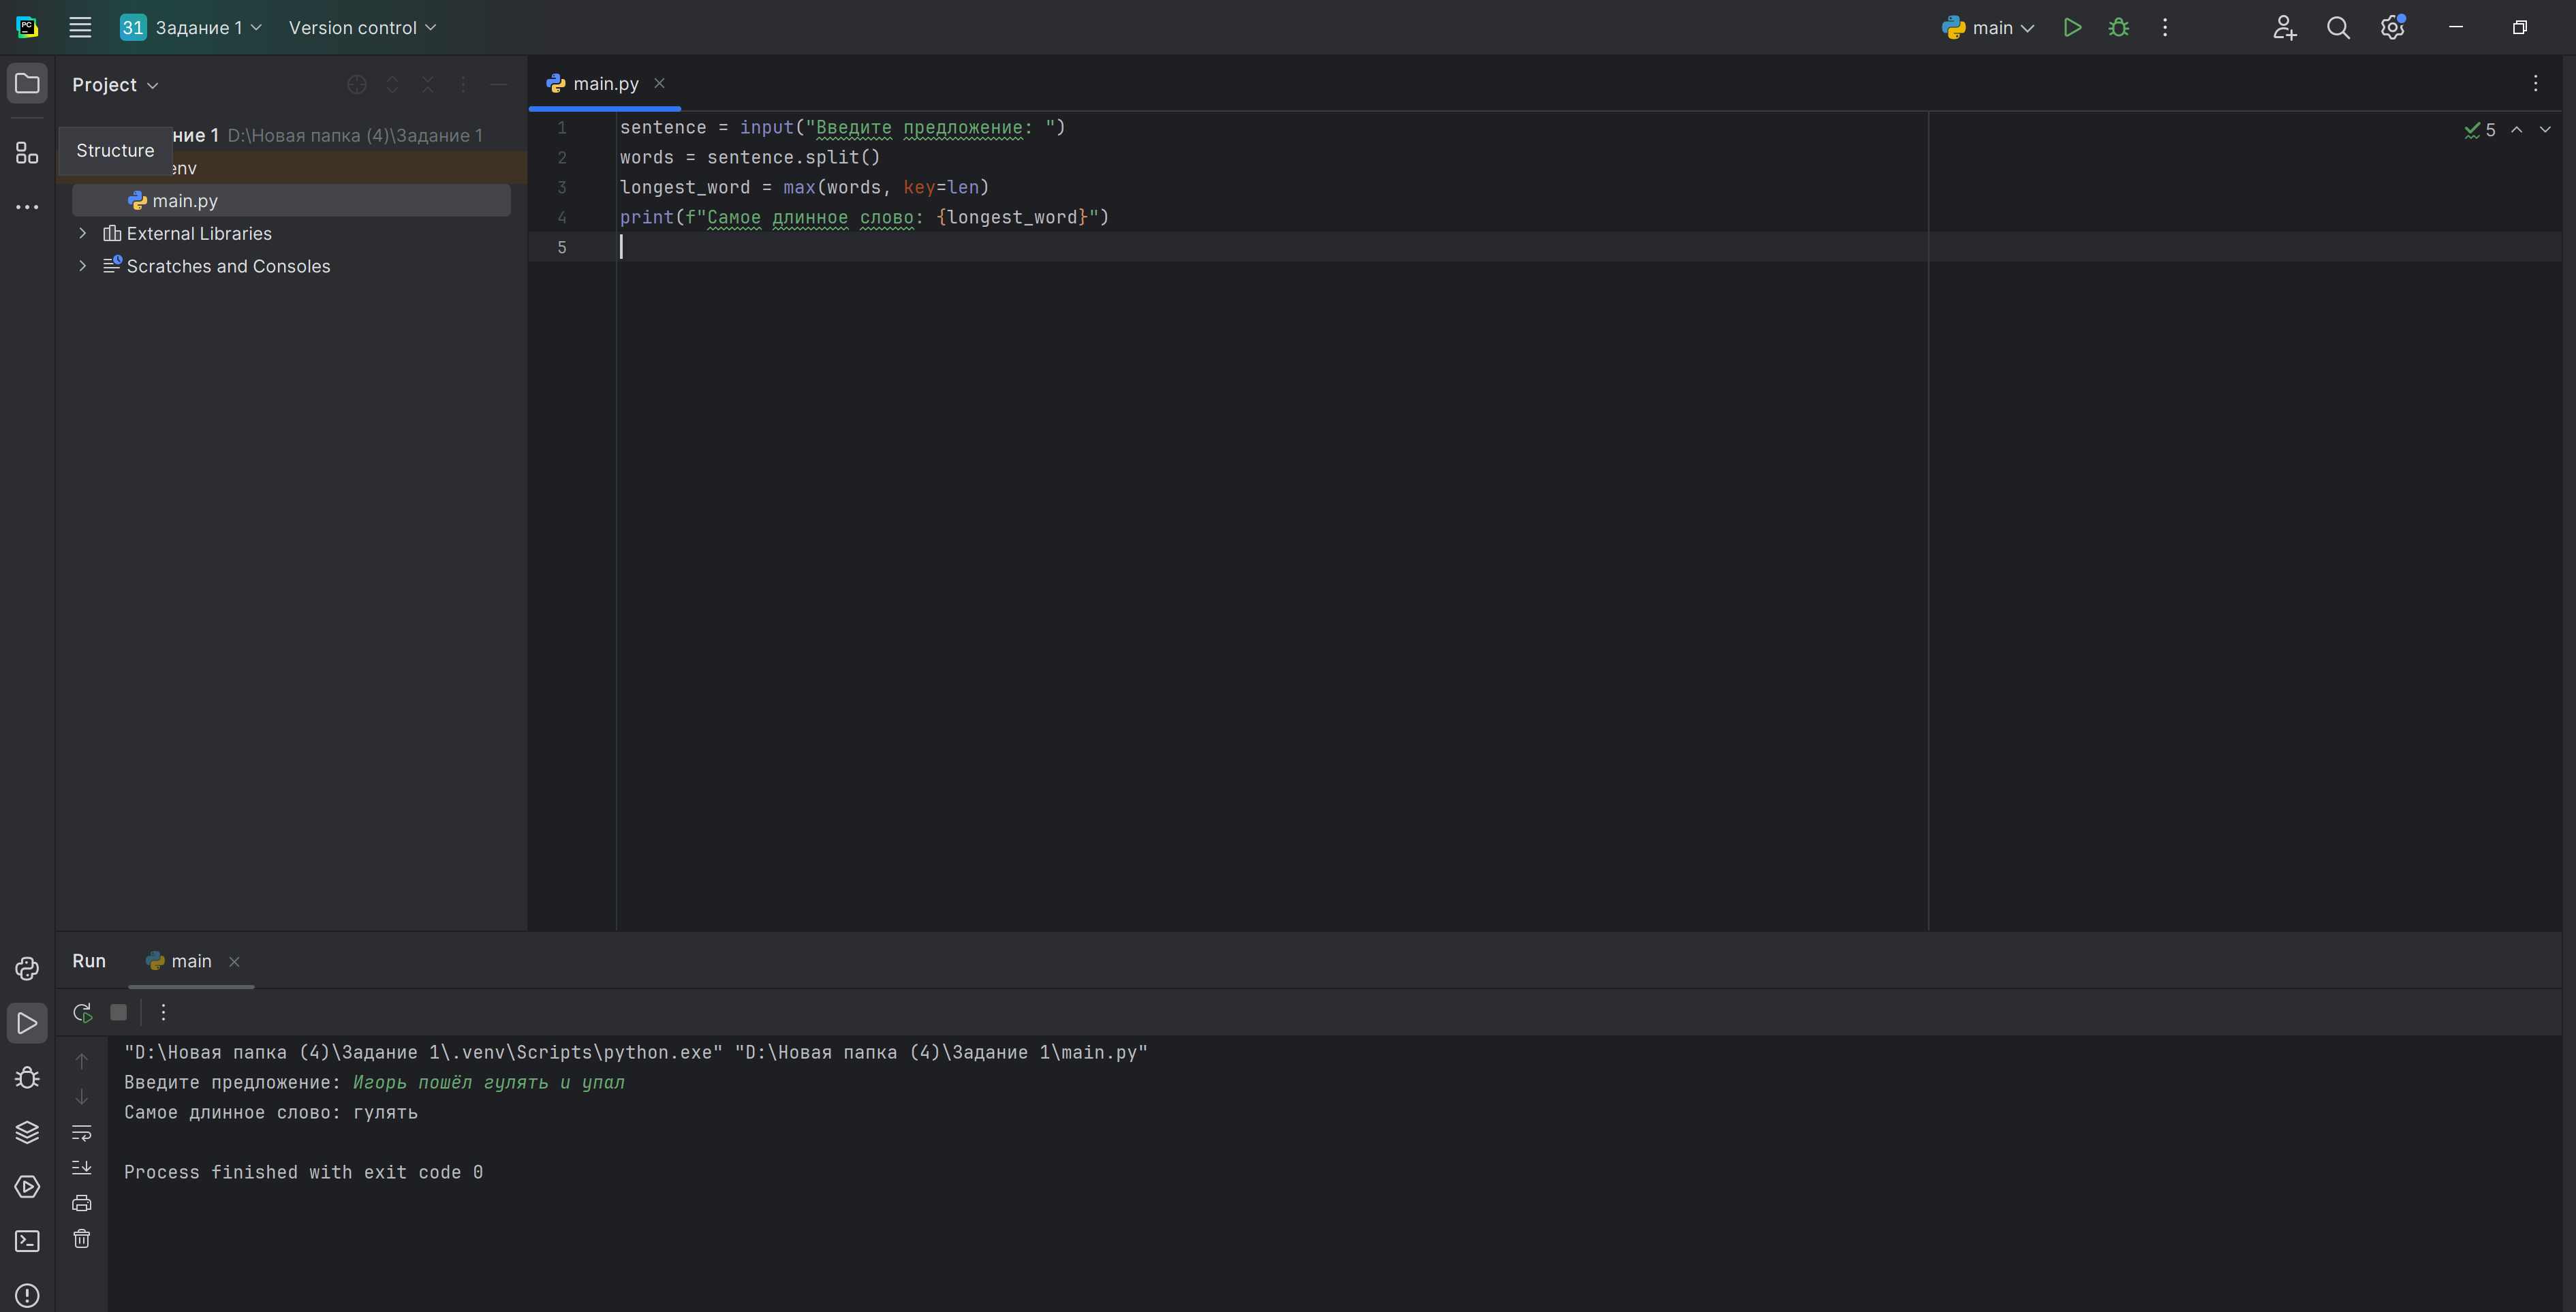 PC
31 Задание 1 Version control main
Project
main.py
ние 1 D:\Новая папка (4)\Задание 1
Structure
env
main.py
External Libraries
Scratches and Consoles
1 sentence = input("Введите предложение: ")
2 words = sentence.split()
3 longest_word = max(words, key=len)
4 print(f"Самое длинное слово: {longest_word}")
5
5
Run main
"D:\Новая папка (4)\Задание 1\.venv\Scripts\python.exe" "D:\Новая папка (4)\Задание 1\main.py"
Введите предложение: Игорь пошёл гулять и упал
Самое длинное слово: гулять
Process finished with exit code 0